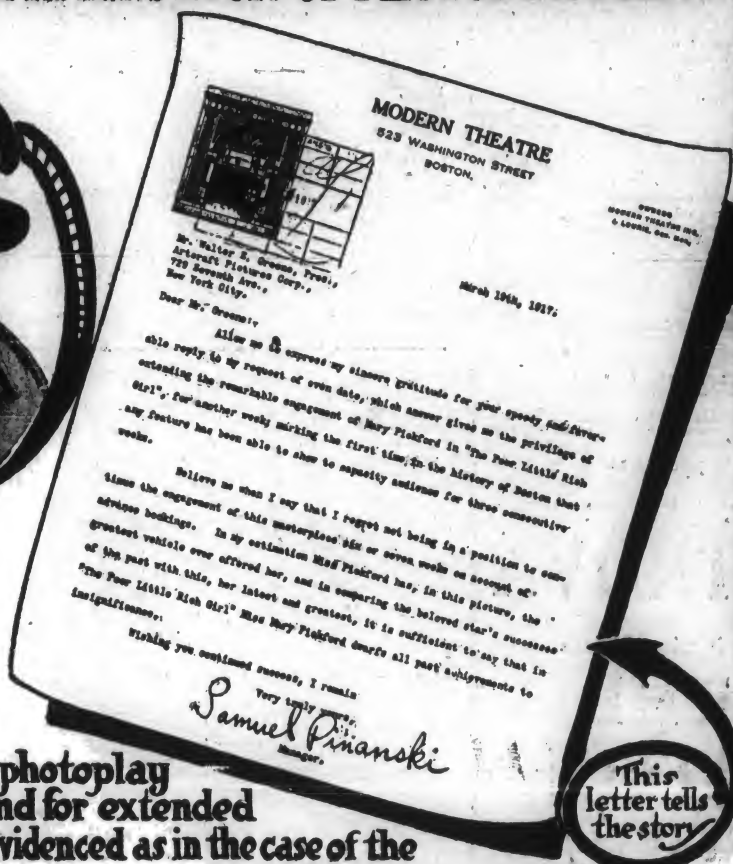 MODERN THEATRE
523 WASHINGTON STREET
BOSTON.
OWNERS
MODERN THEATRE INC.
Mr. Walter E. Greene, Pres.,
Artcraft Pictures Corp.,
729 Seventh Ave.,
New York City.
March 19th, 1917.
Dear Mr. Greene:
Allow me to express my sincere gratitude for your speedy and favor-
able reply to my request of even date, which answer gives me the privilege of
extending the remarkable engagement of Mary Pickford in "The Poor Little Rich
Girl", for another week; marking the first time, in the history of Boston that
any feature has been able to show to capacity audience for three consecutive
weeks.
Believe me when I say that I regret not being in a position to con-
tinue the engagement of this masterpiece six or seven weeks on account of
advance bookings. In my estimation Miss Pickford has, in this picture, the
greatest vehicle ever offered her, and in comparing the beloved star's successes
of the past with this, her latest and greatest, it is sufficient to say that in
"The Poor Little Rich Girl" Miss Mary Pickford dwarfs all past achievements to
insignificance.
Wishing you continued success, I remain
Very truly yours,
Samuel Pinanski
Manager.
This
letter tells
the story
photoplay
nd for extended
videnced as in the case of the